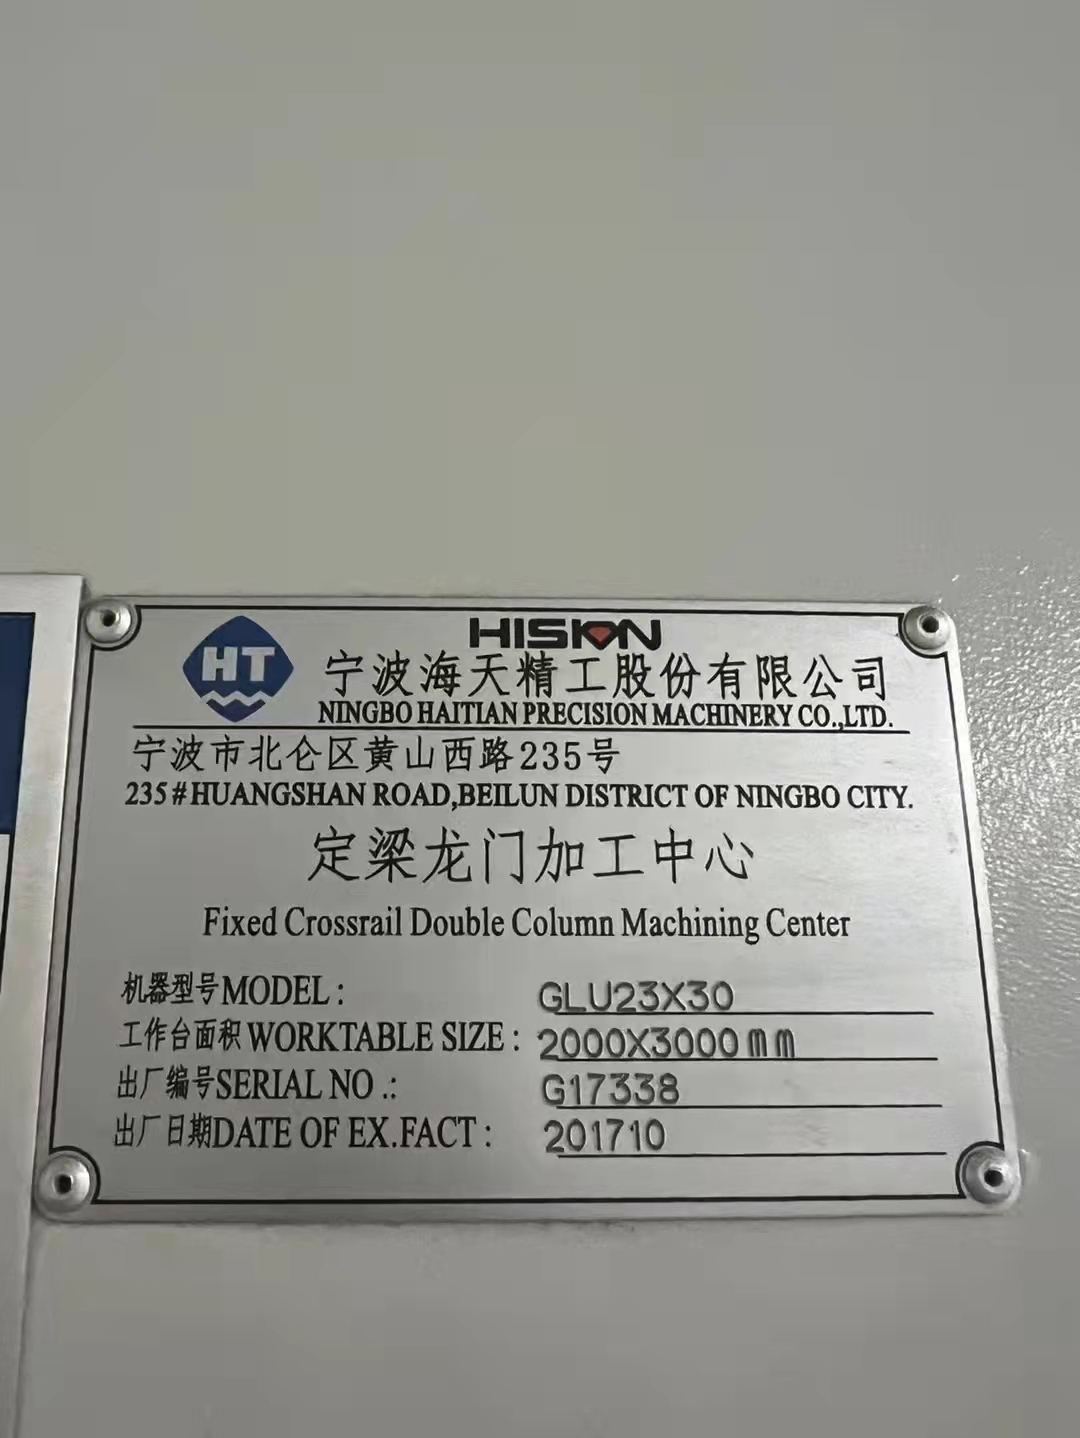 HT
HISION
宁波海天精工股份有限公司
NINGBO HAITIAN PRECISION MACHINERY CO.,LTD.
宁波市北仑区黄山西路235号
235#HUANGSHAN ROAD,BEILUN DISTRICT OF NINGBO CITY.
定梁龙门加工中心
Fixed Crossrail Double Column Machining Center
机器型号MODEL: GLU23X30
工作台面积WORKTABLE SIZE: 2000X3000mm
出厂编号SERIAL NO.: G17338
出厂日期DATE OF EX.FACT: 201710